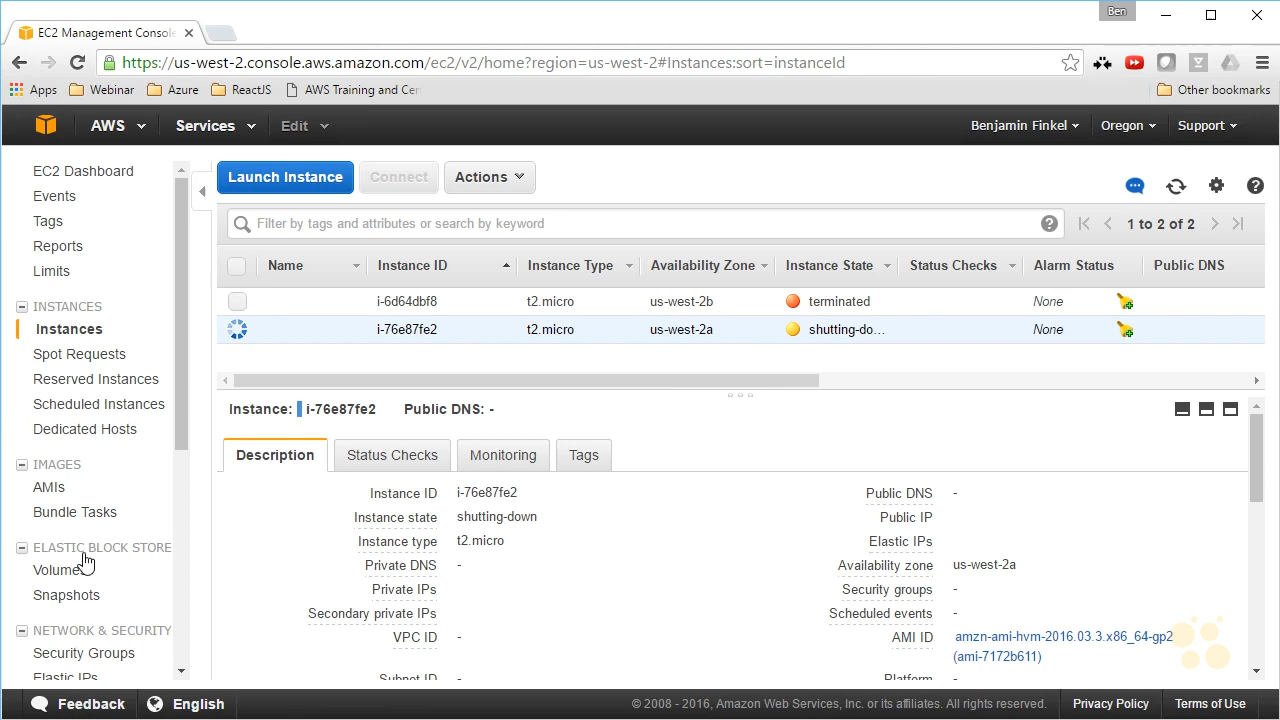 Ben
EC2 Management Console
https://us-west-2.console.aws.amazon.com/ec2/v2/home?region=us-west-2#Instances:sort=instanceId
Apps Webinar Azure ReactJS AWS Training and Cer Other bookmarks
AWS Services Edit Benjamin Finkel Oregon Support
EC2 Dashboard
Events
Tags
Reports
Limits
INSTANCES
Instances
Spot Requests
Reserved Instances
Scheduled Instances
Dedicated Hosts
IMAGES
AMIs
Bundle Tasks
ELASTIC BLOCK STORE
Volume
Snapshots
NETWORK & SECURITY
Security Groups
Elastic IPs
Launch Instance Connect Actions
Filter by tags and attributes or search by keyword 1 to 2 of 2
Name Instance ID Instance Type Availability Zone Instance State Status Checks Alarm Status Public DNS
i-6d64dbf8 t2.micro us-west-2b terminated None
i-76e87fe2 t2.micro us-west-2a shutting-do... None
Instance: i-76e87fe2 Public DNS: -
Description Status Checks Monitoring Tags
Instance ID i-76e87fe2 Public DNS -
Instance state shutting-down Public IP
Instance type t2.micro Elastic IPs
Private DNS - Availability zone us-west-2a
Private IPs Security groups -
Secondary private IPs Scheduled events -
VPC ID - AMI ID amzn-ami-hvm-2016.03.3.x86_64-gp2
(ami-7172b611)
Subnet ID - Platform -
Feedback English © 2008 - 2016, Amazon Web Services, Inc. or its affiliates. All rights reserved. Privacy Policy Terms of Use